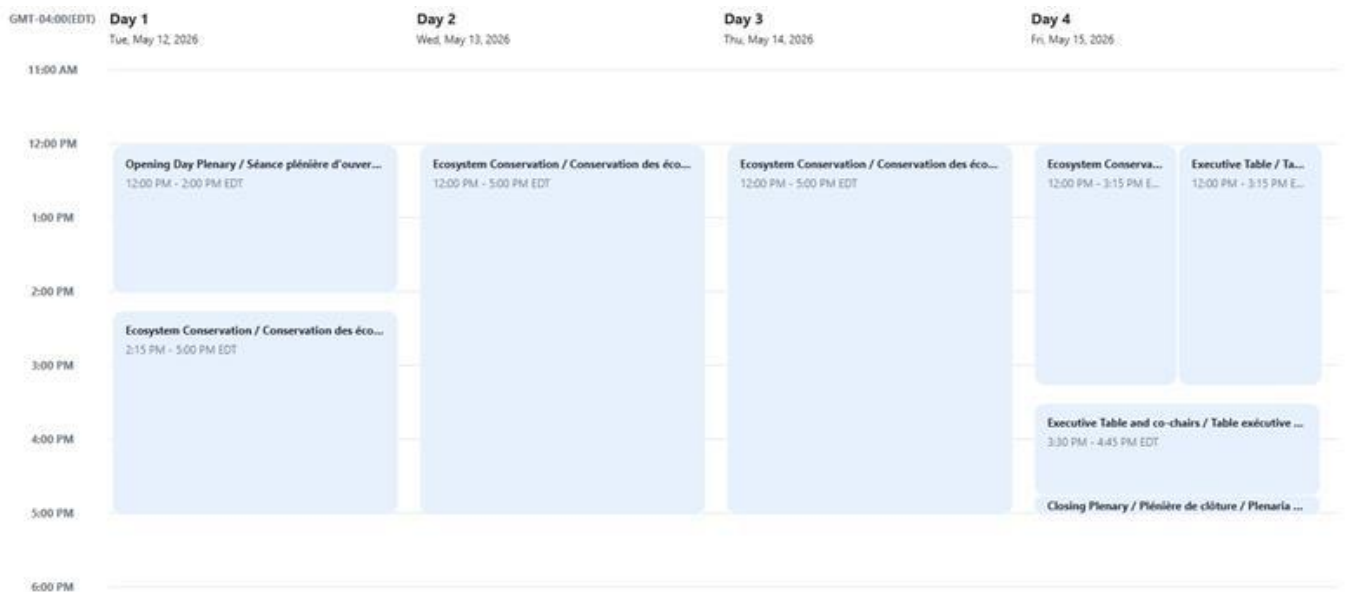 GMT-04:00(EDT)
Day 1
Tue, May 12, 2026
Day 2
Wed, May 13, 2026
Day 3
Thu, May 14, 2026
Day 4
Fri, May 15, 2026
11:00 AM
12:00 PM
Opening Day Plenary / Séance plénière d'ouver...
12:00 PM - 2:00 PM EDT
Ecosystem Conservation / Conservation des éco...
12:00 PM - 5:00 PM EDT
Ecosystem Conservation / Conservation des éco...
12:00 PM - 5:00 PM EDT
Ecosystem Conserva...
12:00 PM - 3:15 PM E...
Executive Table / Ta...
12:00 PM - 3:15 PM E...
1:00 PM
2:00 PM
Ecosystem Conservation / Conservation des éco...
2:15 PM - 5:00 PM EDT
3:00 PM
Executive Table and co-chairs / Table exécutive ...
3:30 PM - 4:45 PM EDT
4:00 PM
Closing Plenary / Plénière de clôture / Plenaria ...
5:00 PM
6:00 PM